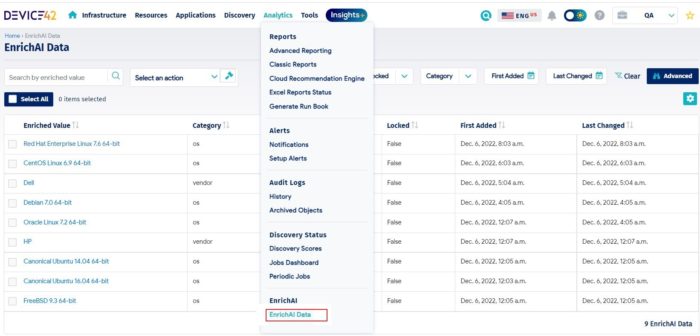 DEVICE42 Infrastructure Resources Applications Discovery Analytics Tools Insights+ ENG US QA
Home › EnrichAI Data
EnrichAI Data
Search by enriched value Select an action Locked Category First Added Last Changed Clear Advanced
Select All 0 items selected
Reports
Advanced Reporting
Classic Reports
Cloud Recommendation Engine
Excel Reports Status
Generate Run Book
Alerts
Notifications
Setup Alerts
Audit Logs
History
Archived Objects
Discovery Status
Discovery Scores
Jobs Dashboard
Periodic Jobs
EnrichAI
EnrichAI Data
Enriched Value Category Locked First Added Last Changed
Red Hat Enterprise Linux 7.6 64-bit os False Dec. 6, 2022, 8:03 a.m. Dec. 6, 2022, 8:03 a.m.
CentOS Linux 6.9 64-bit os False Dec. 6, 2022, 8:03 a.m. Dec. 6, 2022, 8:03 a.m.
Dell vendor False Dec. 6, 2022, 5:04 a.m. Dec. 6, 2022, 5:04 a.m.
Debian 7.0 64-bit os False Dec. 6, 2022, 4:05 a.m. Dec. 6, 2022, 4:05 a.m.
Oracle Linux 7.2 64-bit os False Dec. 6, 2022, 12:07 a.m. Dec. 6, 2022, 4:05 a.m.
HP vendor False Dec. 6, 2022, 12:07 a.m. Dec. 6, 2022, 12:07 a.m.
Canonical Ubuntu 14.04 64-bit os False Dec. 6, 2022, 12:05 a.m. Dec. 6, 2022, 12:05 a.m.
Canonical Ubuntu 16.04 64-bit os False Dec. 6, 2022, 12:05 a.m. Dec. 6, 2022, 12:05 a.m.
FreeBSD 9.3 64-bit os False Dec. 6, 2022, 12:05 a.m. Dec. 6, 2022, 12:05 a.m.
9 EnrichAI Data